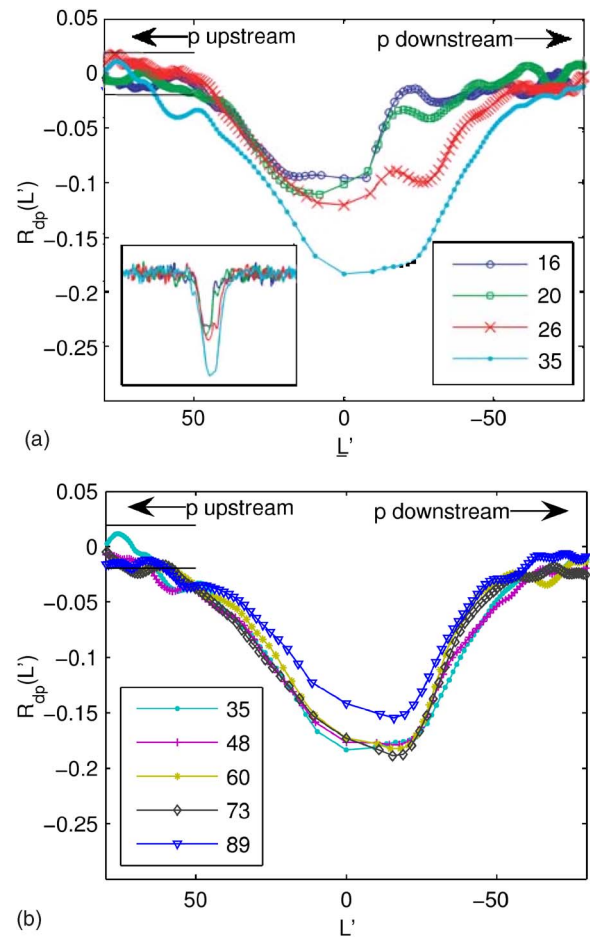 p upstream
p downstream
0.05
0
−0.05
−0.1
−0.15
−0.2
−0.25
R_dp(L')
16
20
26
35
50
0
−50
L'
(a)
p upstream
p downstream
0.05
0
−0.05
−0.1
−0.15
−0.2
−0.25
R_dp(L')
35
48
60
73
89
50
0
−50
L'
(b)